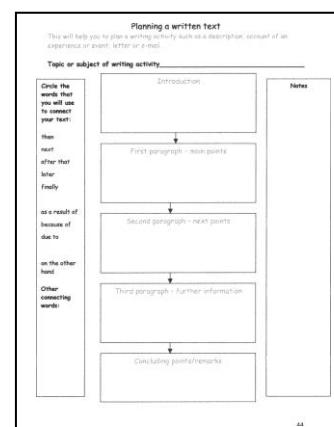 Planning a written text
This will help you to plan a writing activity such as a description, account of an
experience or event, letter or e-mail.
Topic or subject of writing activity
Circle the
words that
you will use
to connect
your text:
then
next
after that
later
finally
as a result of
because of
due to
on the other
hand
Other
connecting
words:
Introduction
First paragraph – main points
Second paragraph – next points
Third paragraph – further information
Concluding points/remarks
Notes
44